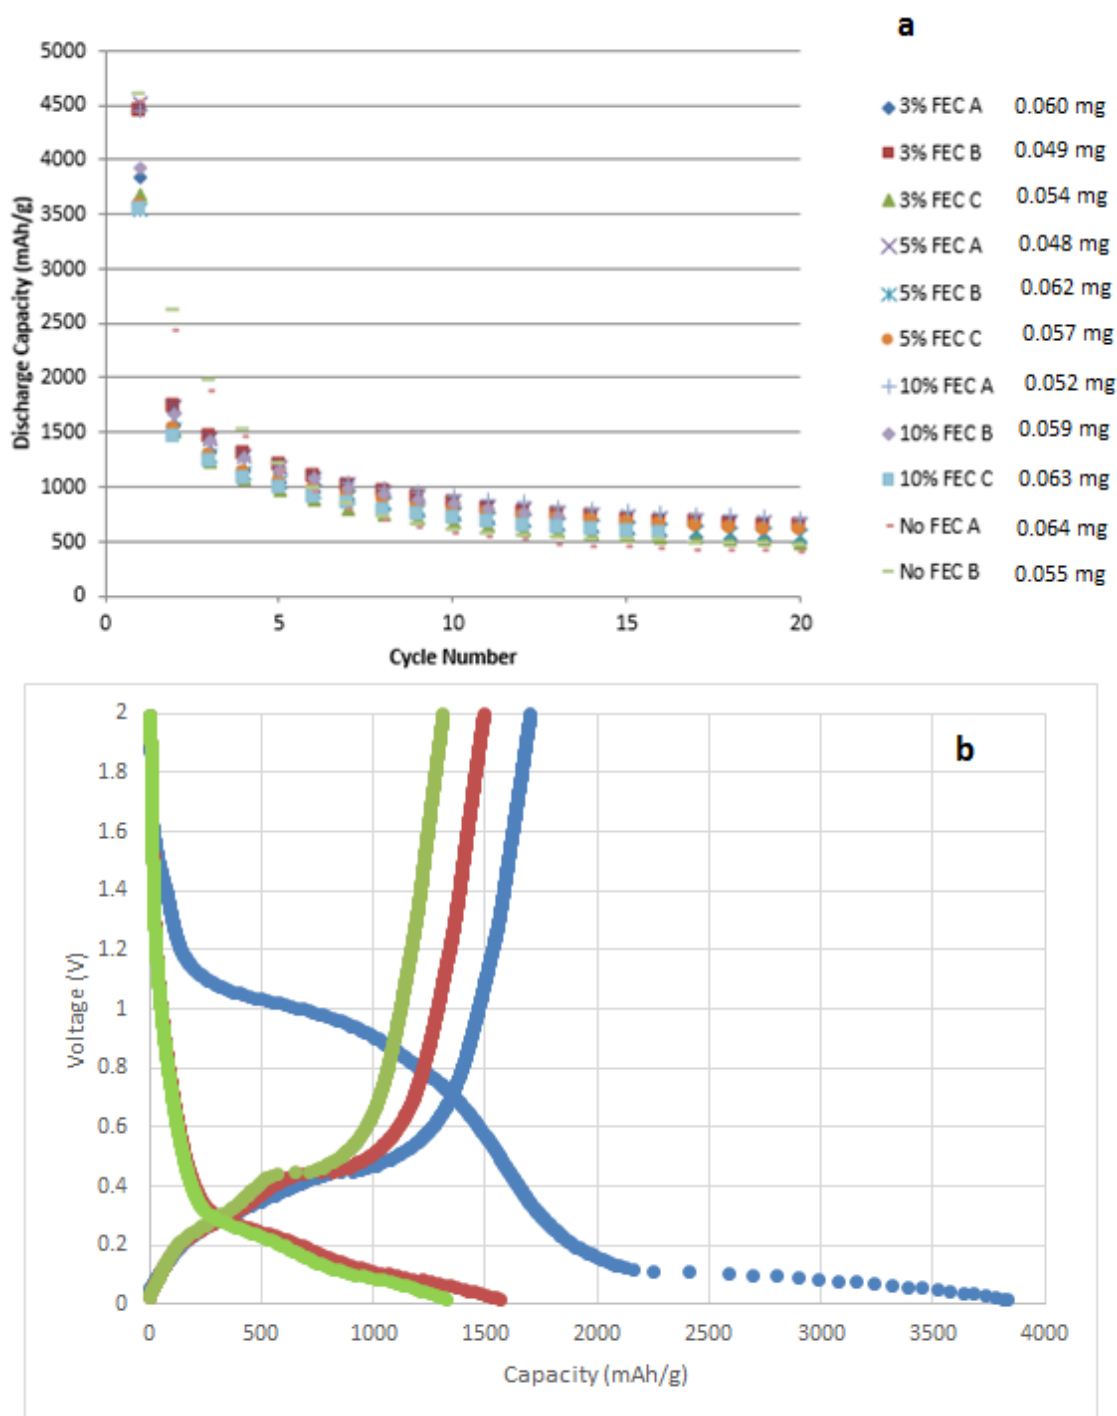 a
5000
4500
4000
3500
3000
2500
2000
1500
1000
500
0
Discharge Capacity (mAh/g)
0 5 10 15 20
Cycle Number
3% FEC A 0.060 mg
3% FEC B 0.049 mg
3% FEC C 0.054 mg
5% FEC A 0.048 mg
5% FEC B 0.062 mg
5% FEC C 0.057 mg
10% FEC A 0.052 mg
10% FEC B 0.059 mg
10% FEC C 0.063 mg
No FEC A 0.064 mg
No FEC B 0.055 mg
b
2
1.8
1.6
1.4
1.2
1
0.8
0.6
0.4
0.2
0
Voltage (V)
0 500 1000 1500 2000 2500 3000 3500 4000
Capacity (mAh/g)